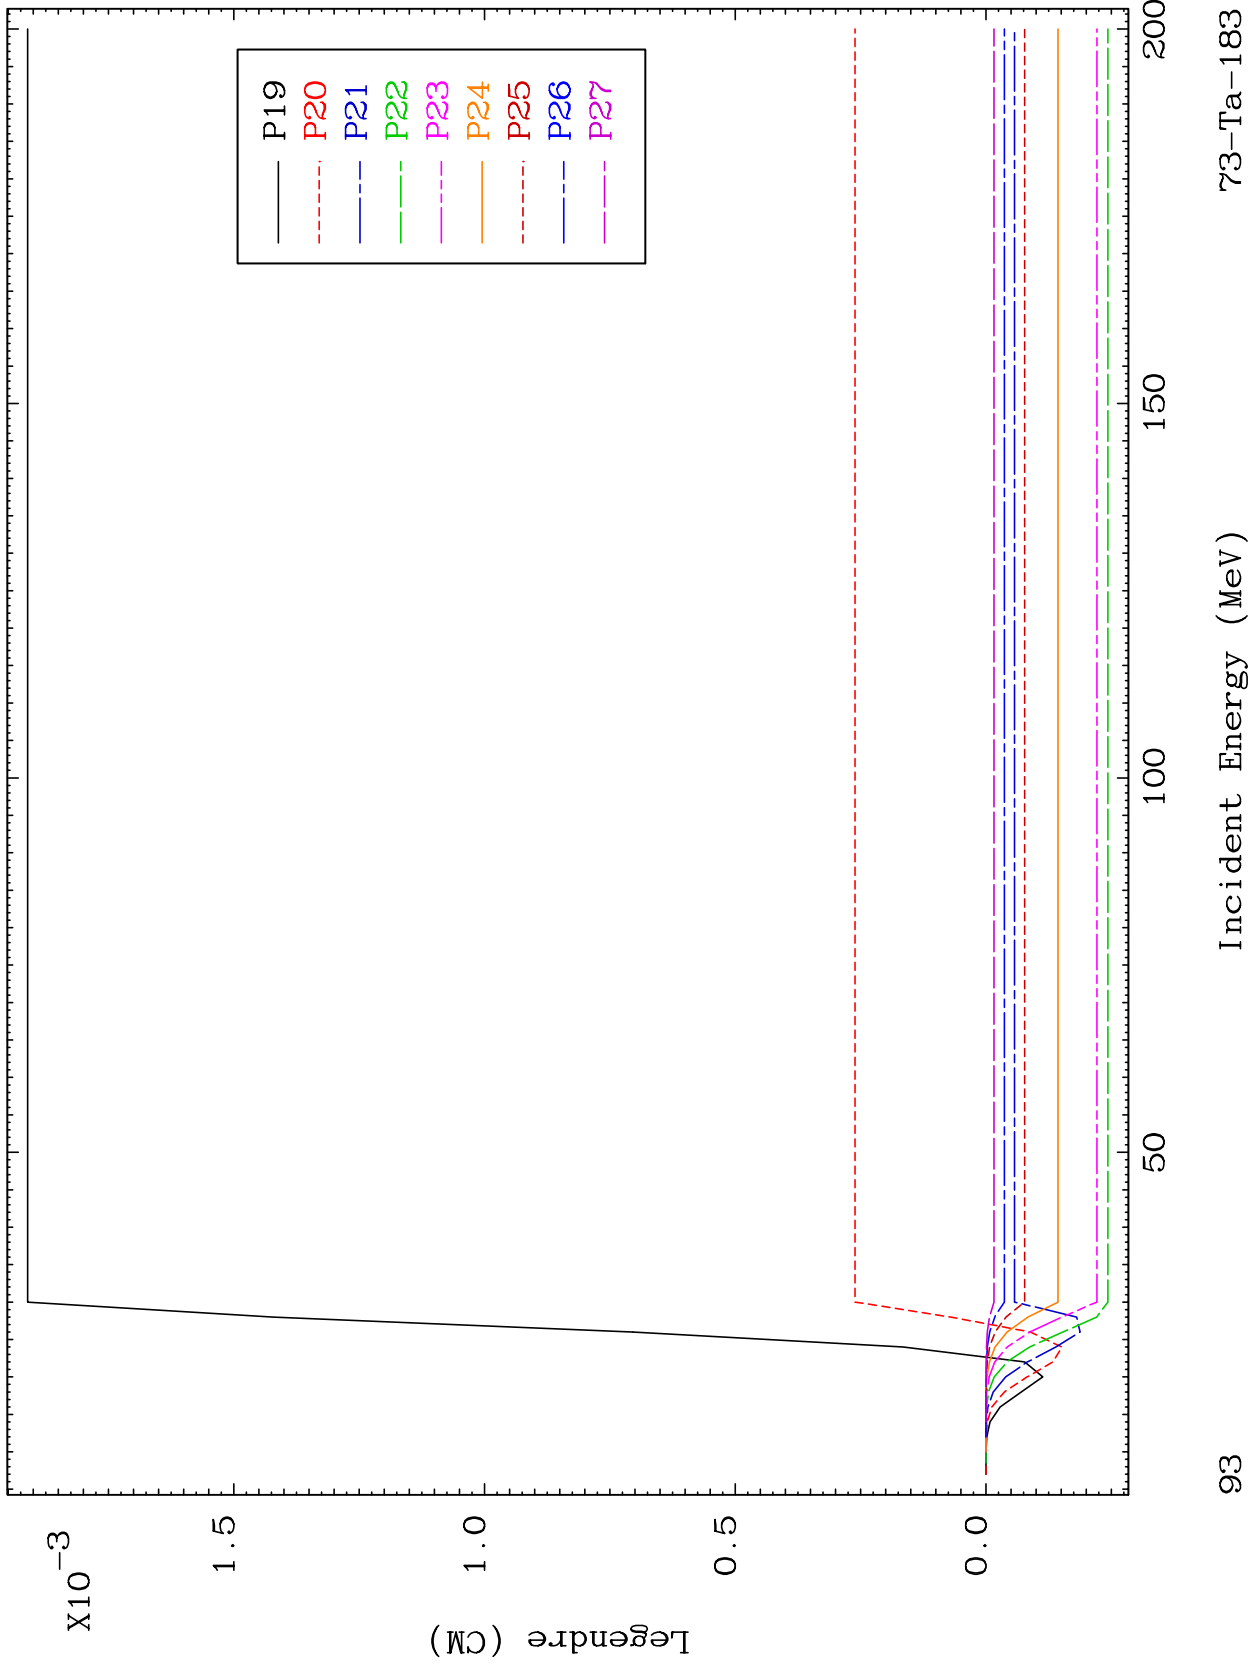 X10⁻³
1.5
1.0
0.5
0.0
Legendre (CM)
P19
P20
P21
P22
P23
P24
P25
P26
P27
50
100
150
200
93
Incident Energy (MeV)
73-Ta-183